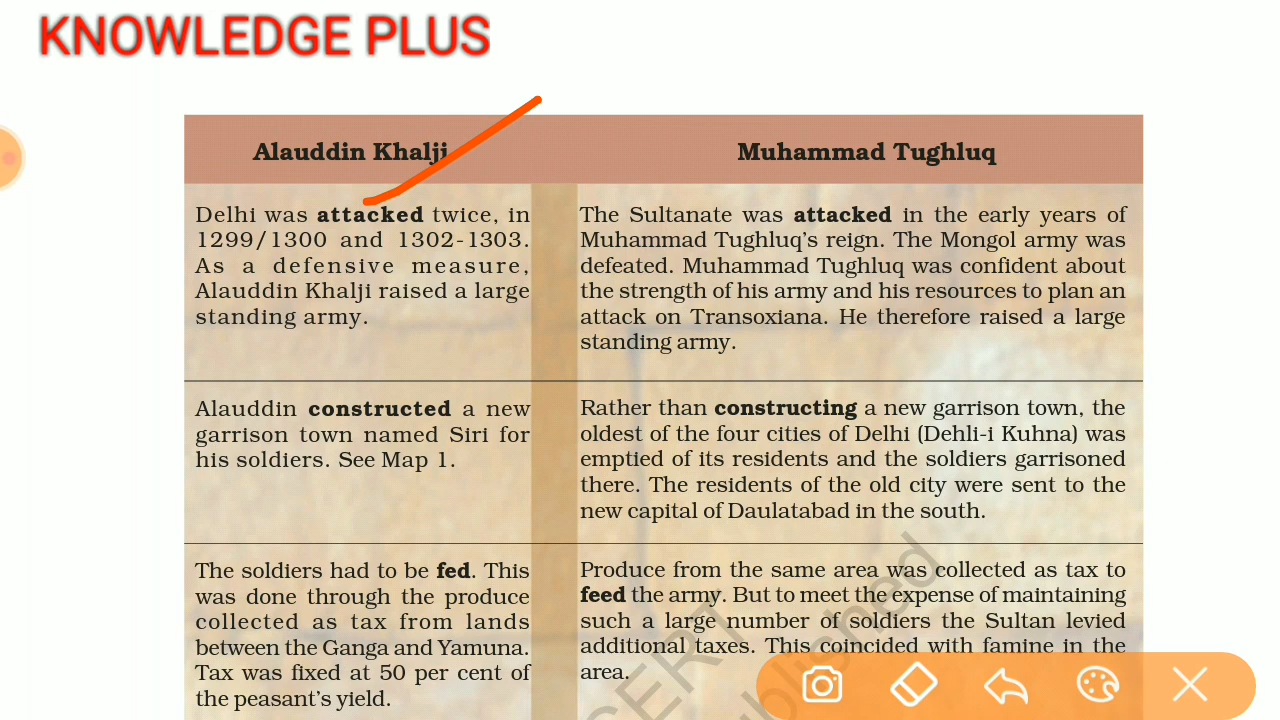 KNOWLEDGE PLUS
Alauddin Khalji
Muhammad Tughluq
Delhi was attacked twice, in
1299/1300 and 1302-1303.
As a defensive measure,
Alauddin Khalji raised a large
standing army.
The Sultanate was attacked in the early years of
Muhammad Tughluq's reign. The Mongol army was
defeated. Muhammad Tughluq was confident about
the strength of his army and his resources to plan an
attack on Transoxiana. He therefore raised a large
standing army.
Alauddin constructed a new
garrison town named Siri for
his soldiers. See Map 1.
Rather than constructing a new garrison town, the
oldest of the four cities of Delhi (Dehli-i Kuhna) was
emptied of its residents and the soldiers garrisoned
there. The residents of the old city were sent to the
new capital of Daulatabad in the south.
The soldiers had to be fed. This
was done through the produce
collected as tax from lands
between the Ganga and Yamuna.
Tax was fixed at 50 per cent of
the peasant's yield.
Produce from the same area was collected as tax to
feed the army. But to meet the expense of maintaining
such a large number of soldiers the Sultan levied
additional taxes. This coincided with famine in the
area.